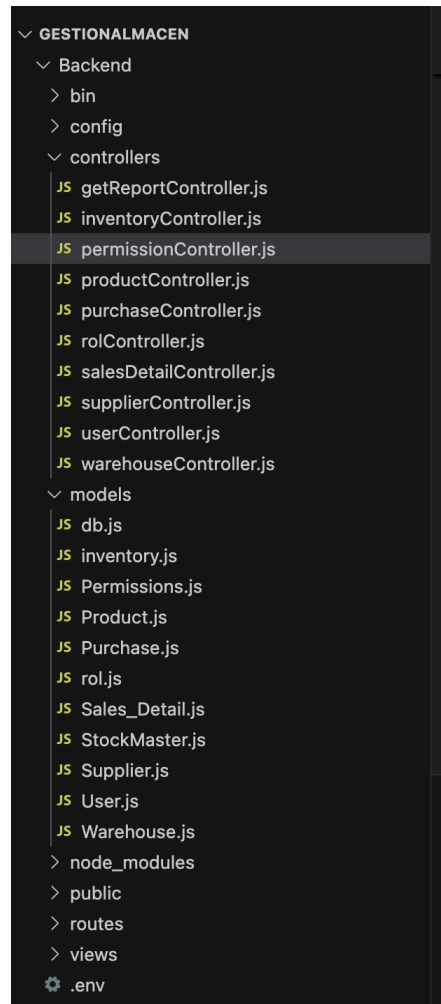 GESTIONALMACEN
Backend
bin
config
controllers
JS getReportController.js
JS inventoryController.js
JS permissionController.js
JS productController.js
JS purchaseController.js
JS rolController.js
JS salesDetailController.js
JS supplierController.js
JS userController.js
JS warehouseController.js
models
JS db.js
JS inventory.js
JS Permissions.js
JS Product.js
JS Purchase.js
JS rol.js
JS Sales_Detail.js
JS StockMaster.js
JS Supplier.js
JS User.js
JS Warehouse.js
node_modules
public
routes
views
.env